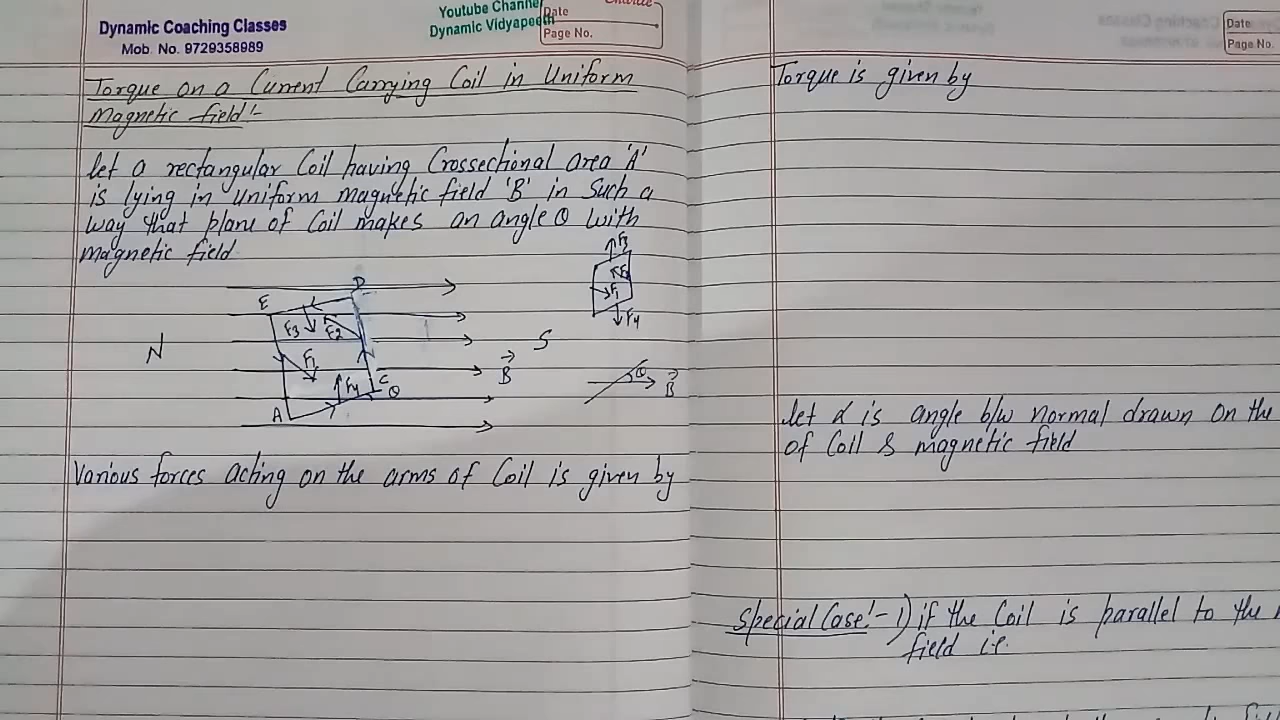 Dynamic Coaching Classes
Mob. No. 9729358989
Youtube Channel
Dynamic Vidyapeeth
Date
Page No.
Torque on a Current Carrying Coil in Uniform
Magnetic field:-
Let a rectangular Coil having Crossectional area 'A'
is lying in uniform magnetic field 'B' in Such a
way that plane of Coil makes an angle θ with
magnetic field.
F3
F1
F4
E
D
F3
F2
N
F1
S
B
C
θ
F4
A
θ
B
Various forces acting on the arms of Coil is given by
Date
Page No.
Torque is given by
Let α is angle b/w normal drawn on the
of Coil & magnetic field
Special Case:- 1) if the Coil is parallel to the
field i.e.